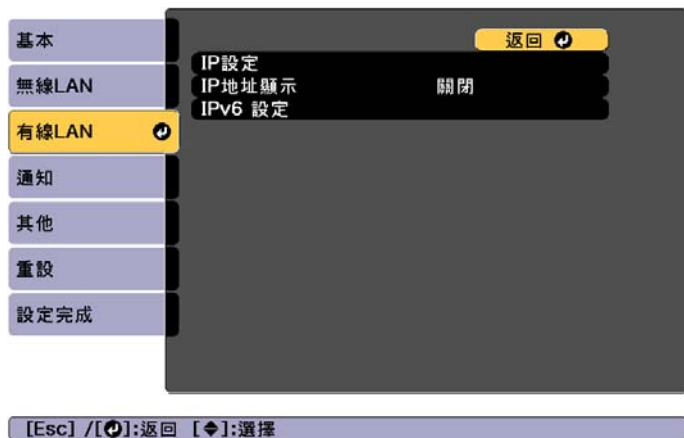 基本
無線LAN
有線LAN
通知
其他
重設
設定完成
返回
IP設定
IP地址顯示 關閉
IPv6 設定
[Esc] /[]:返回 [◆]:選擇